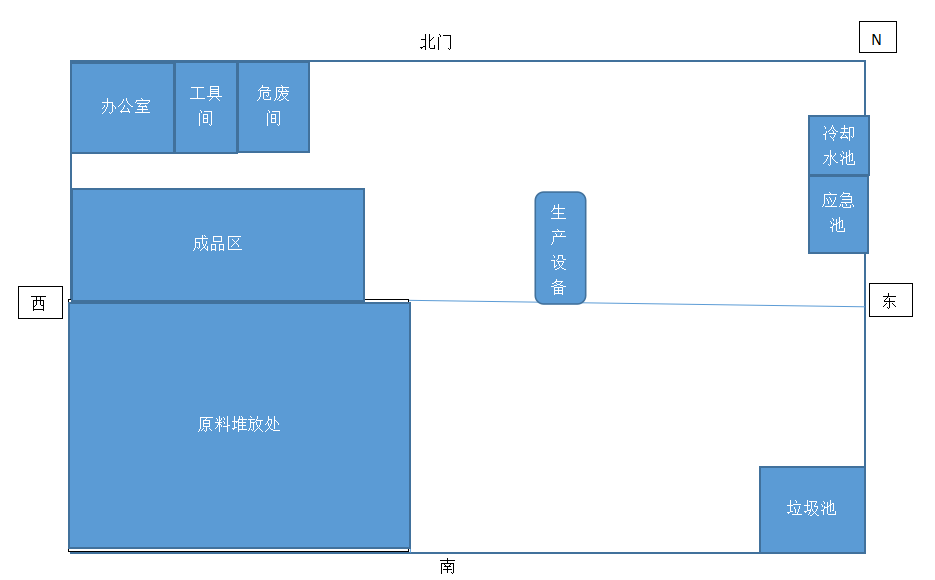 北门
N
办公室
工具
间
危废
间
冷却
水池
应急
池
生
产
设
备
成品区
西
东
原料堆放处
垃圾池
南